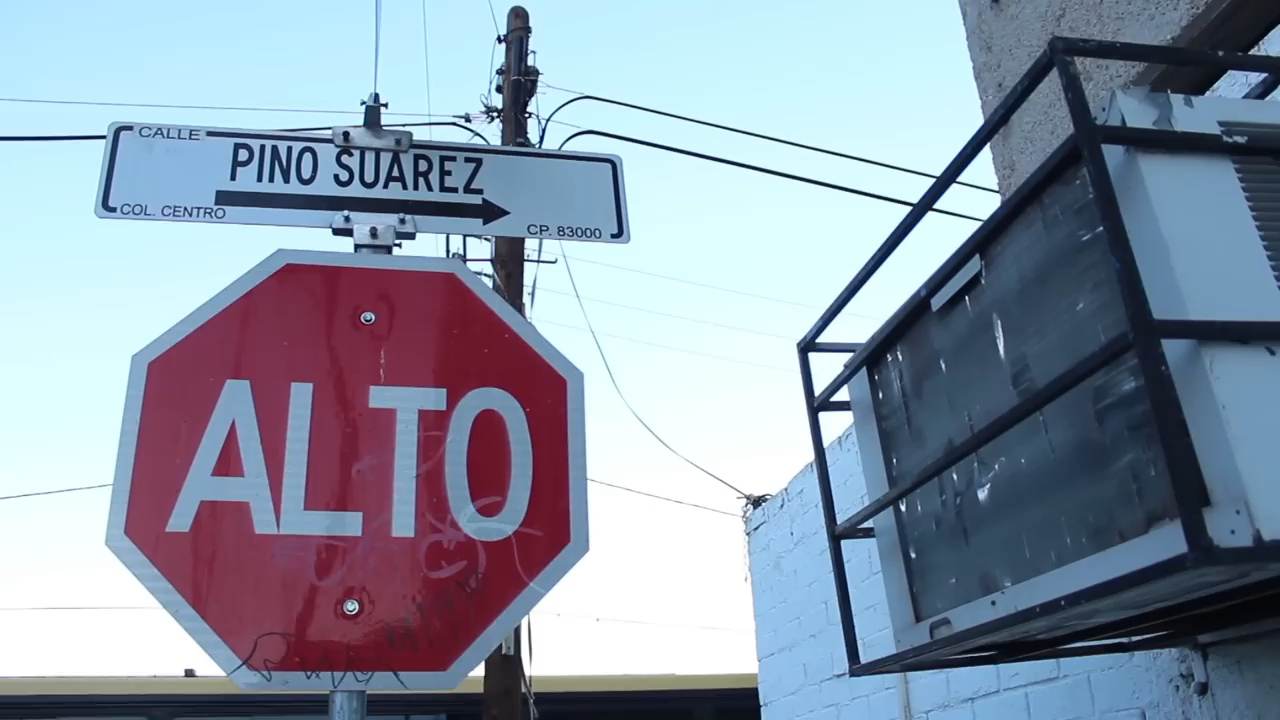 CALLE
PINO SUAREZ
COL. CENTRO
CP. 83000
ALTO